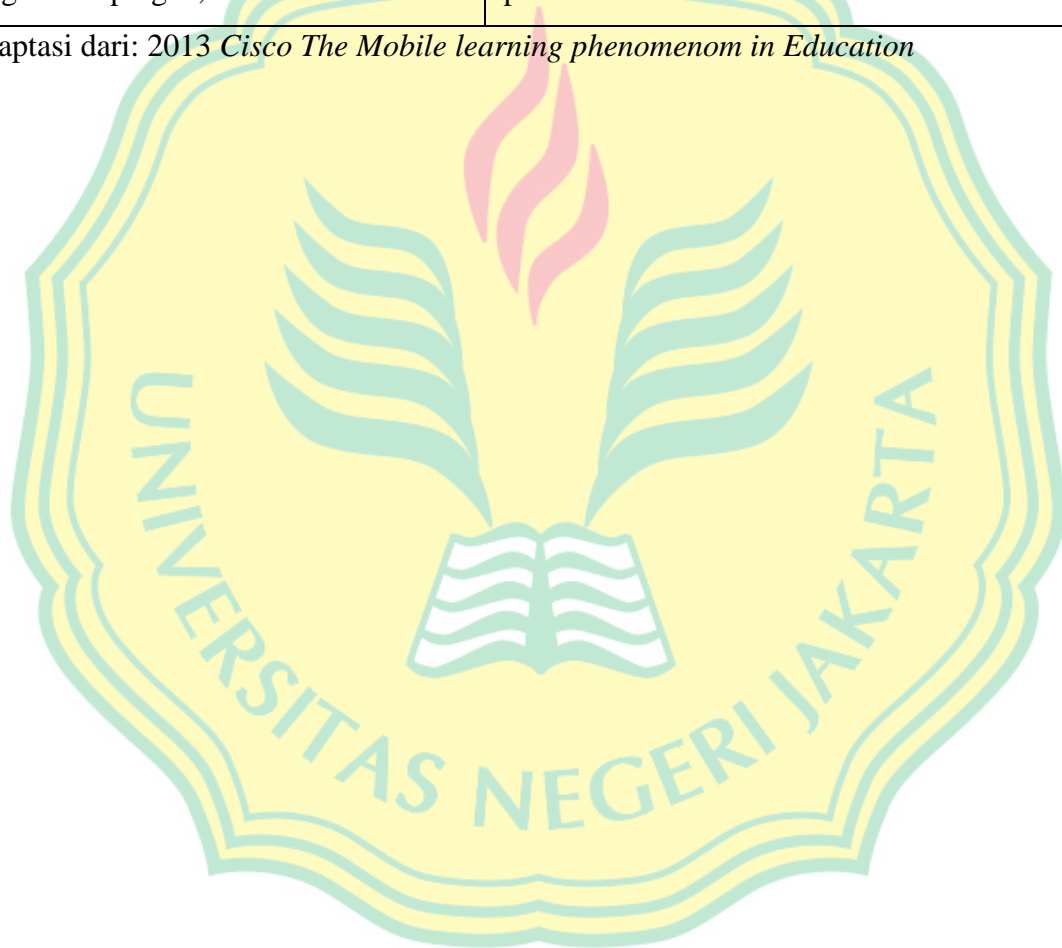 aptasi dari: 2013 Cisco The Mobile learning phenomenom in Education
UNIVERSITAS NEGERI JAKARTA